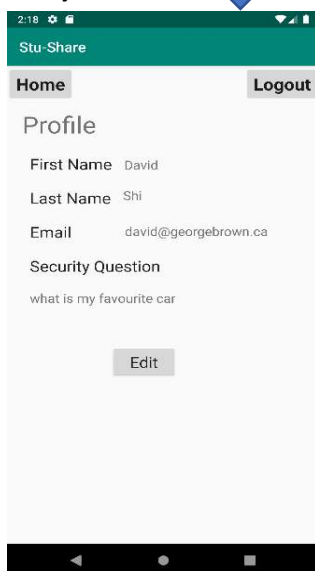 2:18
Stu-Share
Home Logout
Profile
First Name David
Last Name Shi
Email david@georgebrown.ca
Security Question
what is my favourite car
Edit